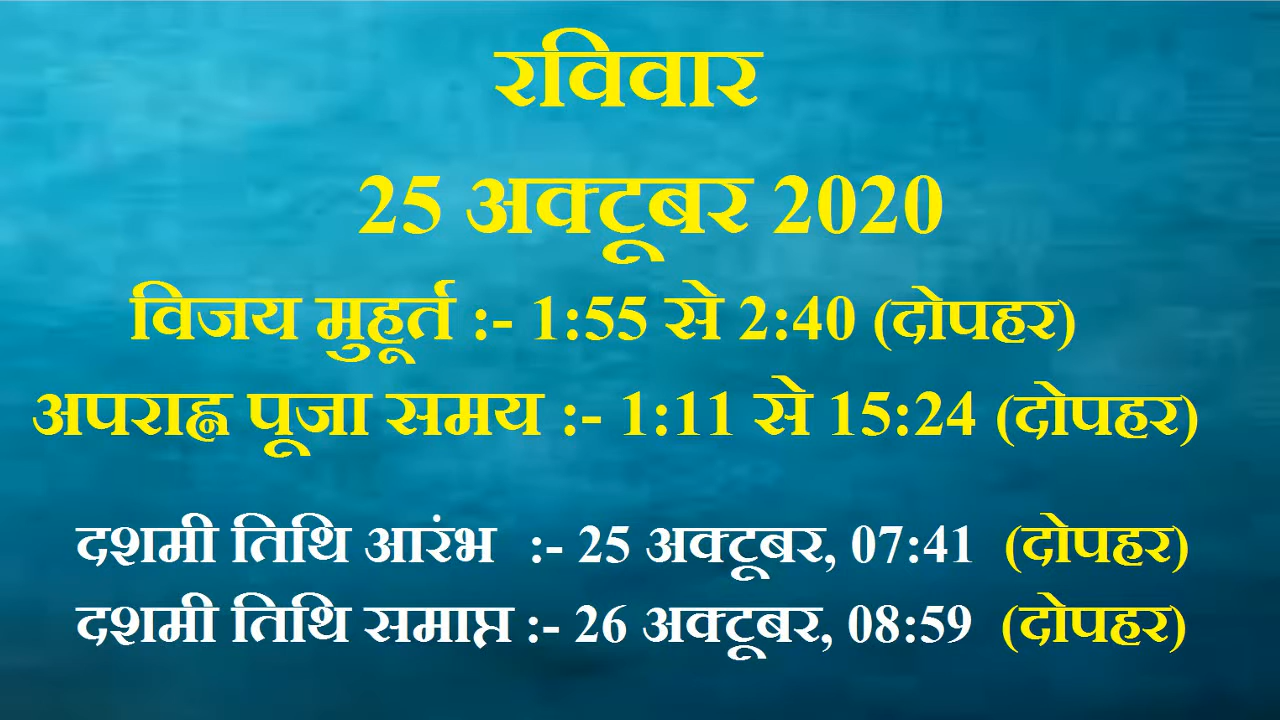 रविवार
25 अक्टूबर 2020
विजय मुहूर्त :- 1:55 से 2:40 (दोपहर)
अपराह्न पूजा समय :- 1:11 से 15:24 (दोपहर)
दशमी तिथि आरंभ :- 25 अक्टूबर, 07:41 (दोपहर)
दशमी तिथि समाप्त :- 26 अक्टूबर, 08:59 (दोपहर)